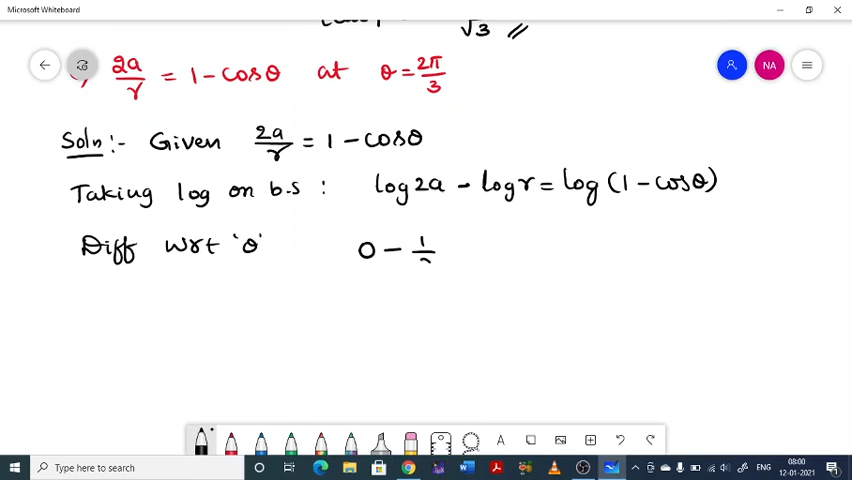 Microsoft Whiteboard
√3 //
2a/r = 1 - cosθ at θ = 2π/3
NA
Soln :- Given 2a/r = 1 - cosθ
Taking log on b.s : log 2a - log r = log (1 - cosθ)
Diff wrt 'θ' 0 - 1
Type here to search
ENG
08:00
12-01-2021